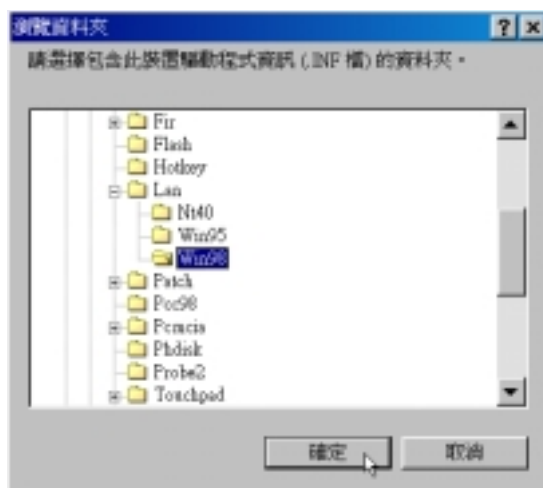 瀏覽資料夾
請選擇包含此裝置驅動程式資訊 (.INF 檔) 的資料夾。
Fir
Flash
Hotkey
Lan
Nt40
Win95
Win98
Patch
Pcc98
Pcmcia
Phdisk
Probe2
Touchpad
確定
取消